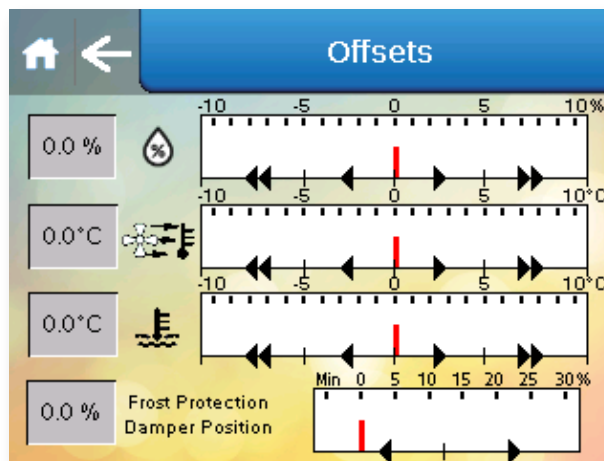 Offsets
-10 -5 0 5 10%
0.0 %
%
-10 -5 0 5 10°C
0.0°C
-10 -5 0 5 10°C
0.0°C
Min 0 5 10 15 20 25 30%
0.0 %
Frost Protection
Damper Position